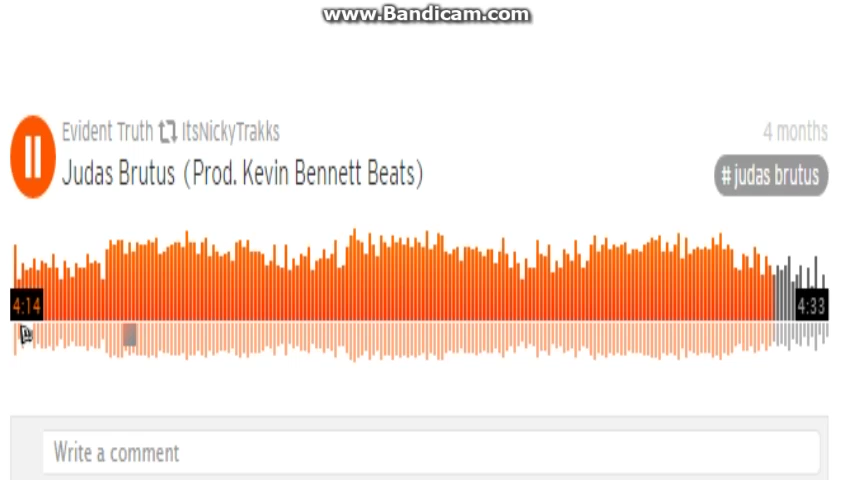 www.Bandicam.com
Evident Truth ItsNickyTrakks
4 months
Judas Brutus (Prod. Kevin Bennett Beats)
# judas brutus
4:14
4:33
Write a comment